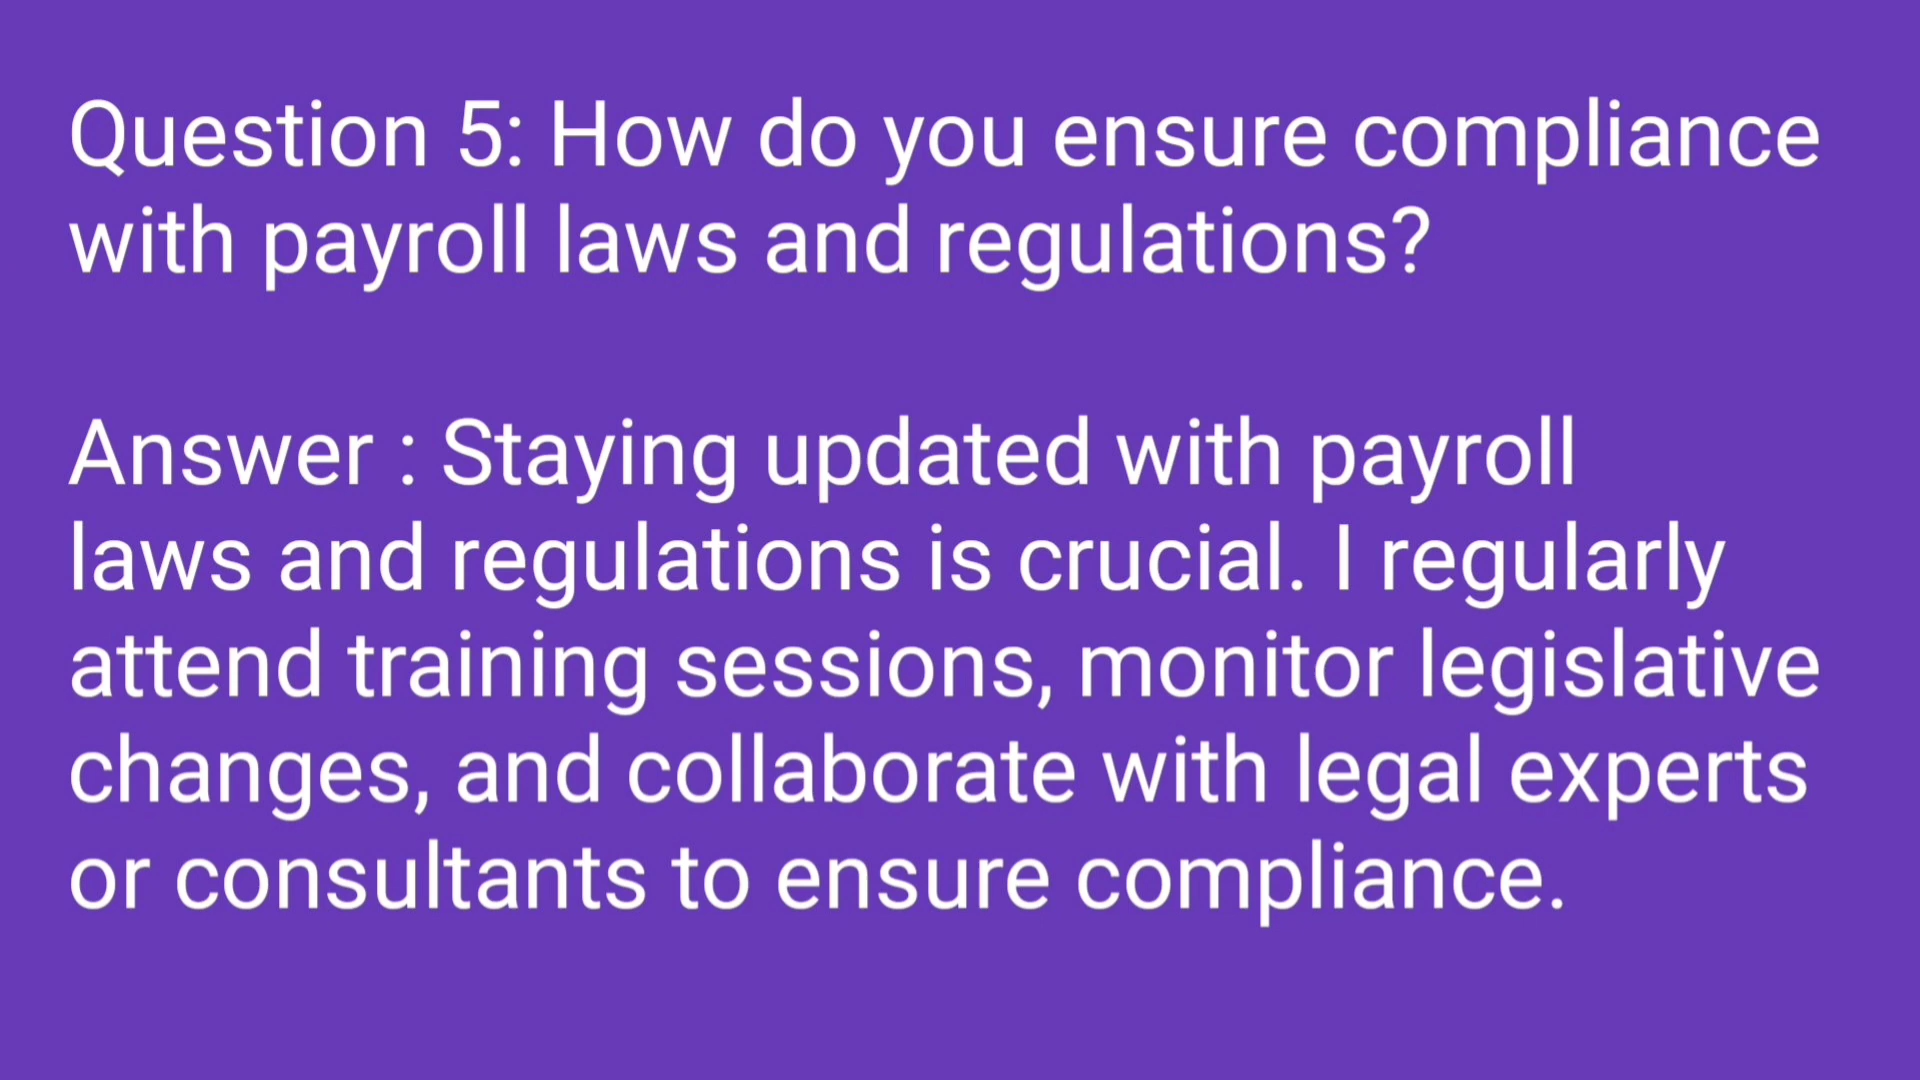 Question 5: How do you ensure compliance
with payroll laws and regulations?
Answer : Staying updated with payroll
laws and regulations is crucial. I regularly
attend training sessions, monitor legislative
changes, and collaborate with legal experts
or consultants to ensure compliance.